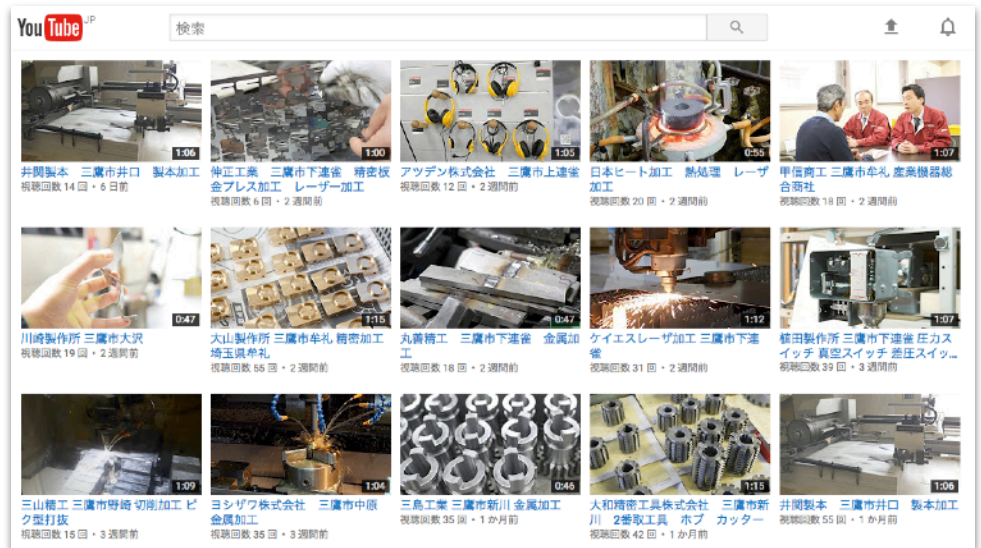 YouTube JP
検索
1:06
1:00
1:05
0:55
1:07
井関製本　三鷹市井口　製本加工
視聴回数 14 回・6 日前
伸正工業　三鷹市下連雀　精密板
金プレス加工　レーザー加工
視聴回数 6 回・2 週間前
アツデン株式会社　三鷹市上連雀
視聴回数 12 回・2 週間前
日本ヒート加工　熱処理　レーザ
加工
視聴回数 20 回・2 週間前
甲信商工 三鷹市牟礼 産業機器総
合商社
視聴回数 18 回・2 週間前
0:47
1:15
0:47
1:12
1:07
川崎製作所 三鷹市大沢
視聴回数 19 回・2 週間前
大山製作所 三鷹市牟礼 精密加工
埼玉県牟礼
視聴回数 55 回・2 週間前
丸善精工　三鷹市下連雀　金属加
工
視聴回数 18 回・2 週間前
ケイエスレーザ加工 三鷹市下連
雀
視聴回数 31 回・2 週間前
植田製作所 三鷹市下連雀 圧力ス
イッチ 真空スイッチ 差圧スイッ...
視聴回数 39 回・3 週間前
1:09
1:04
0:46
1:15
1:06
三山精工 三鷹市野崎 切削加工 ピ
ク型打抜
視聴回数 15 回・3 週間前
ヨシザワ株式会社　三鷹市中原
金属加工
視聴回数 35 回・3 週間前
三島工業 三鷹市新川 金属加工
視聴回数 35 回・1 か月前
大和精密工具株式会社　三鷹市新
川　2番取工具　ホブ　カッター
視聴回数 42 回・1 か月前
井関製本　三鷹市井口　製本加工
視聴回数 55 回・1 か月前